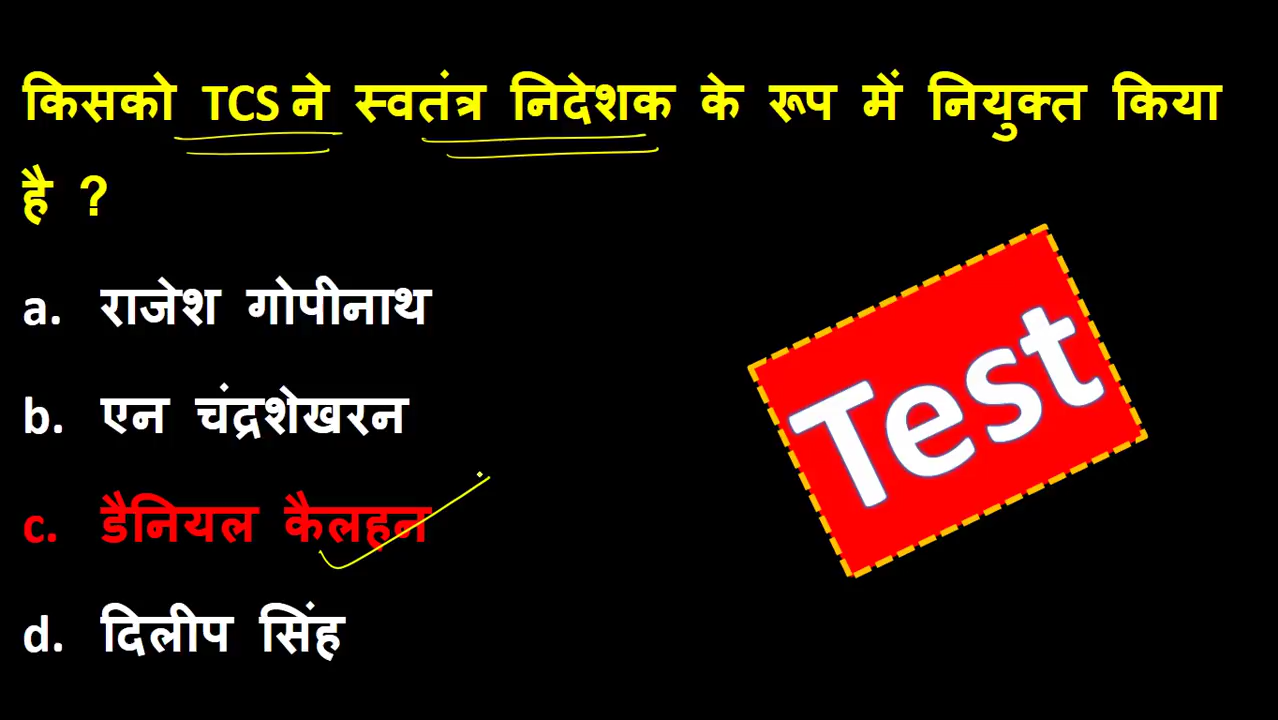 किसको TCS ने स्वतंत्र निदेशक के रूप में नियुक्त किया
है ?
a. राजेश गोपीनाथ
b. एन चंद्रशेखरन
c. डैनियल कैलहन
d. दिलीप सिंह
Test